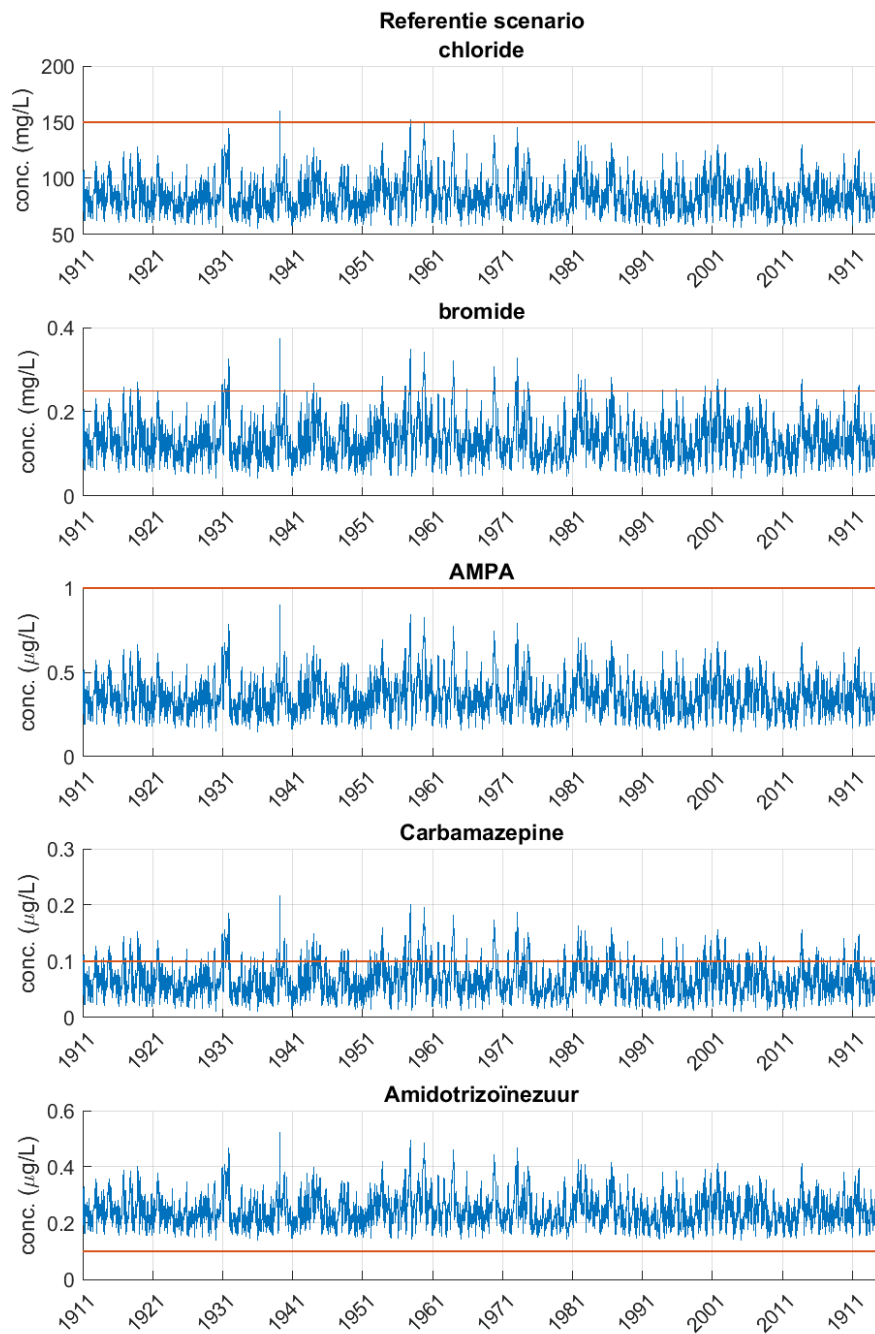 Referentie scenario
chloride
conc. (mg/L)
200
150
100
50
1911 1921 1931 1941 1951 1961 1971 1981 1991 2001 2011 1911
bromide
conc. (mg/L)
0.4
0.2
0
1911 1921 1931 1941 1951 1961 1971 1981 1991 2001 2011 1911
AMPA
conc. (μg/L)
1
0.5
0
1911 1921 1931 1941 1951 1961 1971 1981 1991 2001 2011 1911
Carbamazepine
conc. (μg/L)
0.3
0.2
0.1
0
1911 1921 1931 1941 1951 1961 1971 1981 1991 2001 2011 1911
Amidotrizoïnezuur
conc. (μg/L)
0.6
0.4
0.2
0
1911 1921 1931 1941 1951 1961 1971 1981 1991 2001 2011 1911